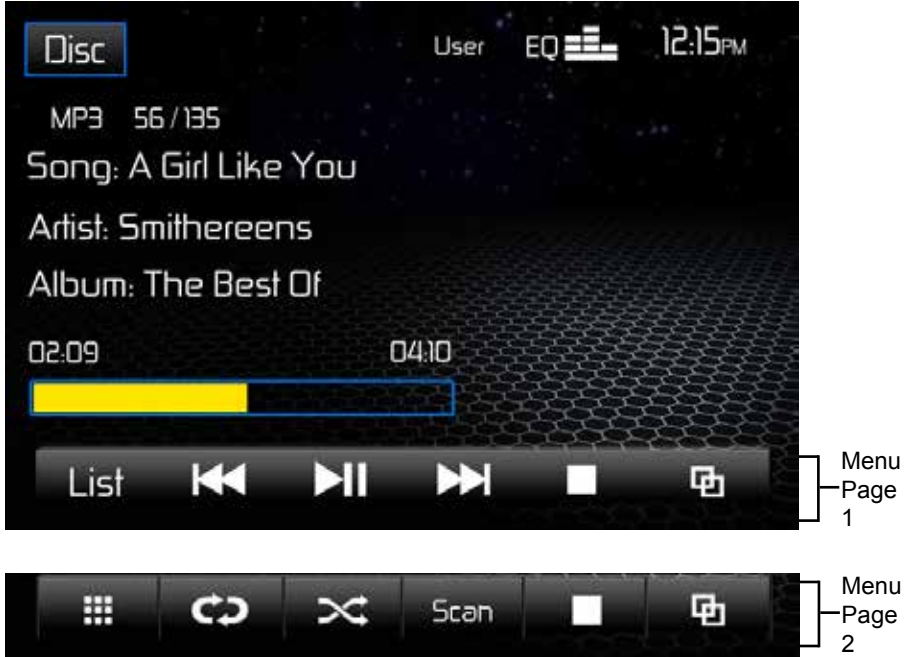 Disc User EQ 12:15PM
MP3 56/135
Song: A Girl Like You
Artist: Smithereens
Album: The Best Of
02:09 04:10
List
Menu
Page
1
Scan
Menu
Page
2